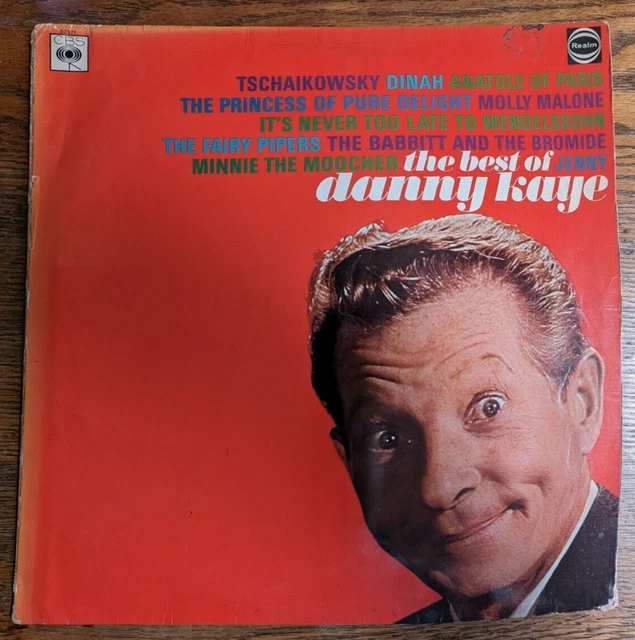 CBS
Realm
TSCHAIKOWSKY DINAH ANATOLE OF PARIS
THE PRINCESS OF PURE DELIGHT MOLLY MALONE
IT'S NEVER TOO LATE TO MENDELSSOHN
THE FAIRY PIPERS THE BABBITT AND THE BROMIDE
MINNIE THE MOOCHER the best of JENNY
danny kaye